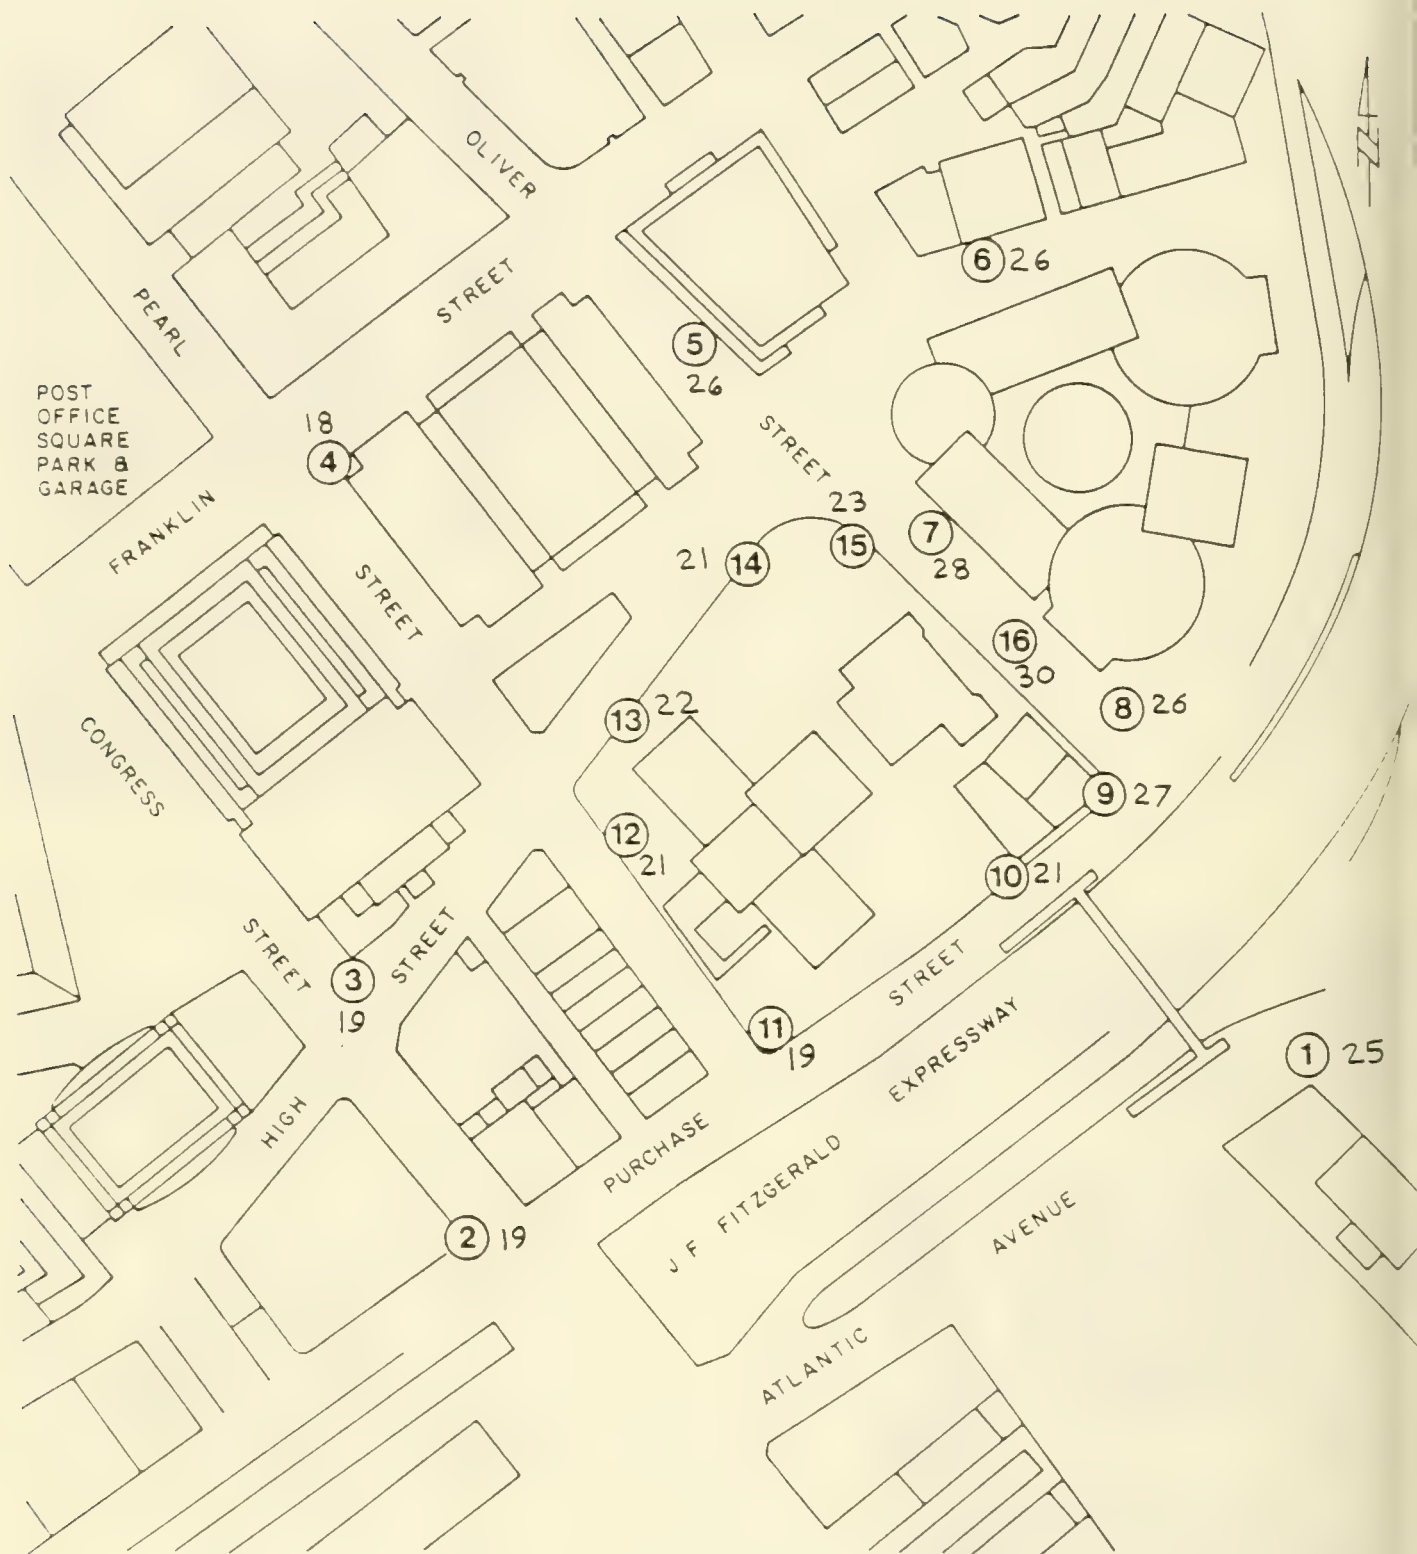 OLIVER
STREET
PEARL
STREET
POST
OFFICE
SQUARE
PARK &
GARAGE
FRANKLIN
STREET
CONGRESS
STREET
HIGH
STREET
PURCHASE
STREET
J F FITZGERALD
EXPRESSWAY
ATLANTIC
AVENUE
N
6 26
5
26
18
4
STREET
23
15
7
28
21 14
16
30
13 22
8 26
9 27
12
21
10 21
3
19
11
19
1 25
2 19